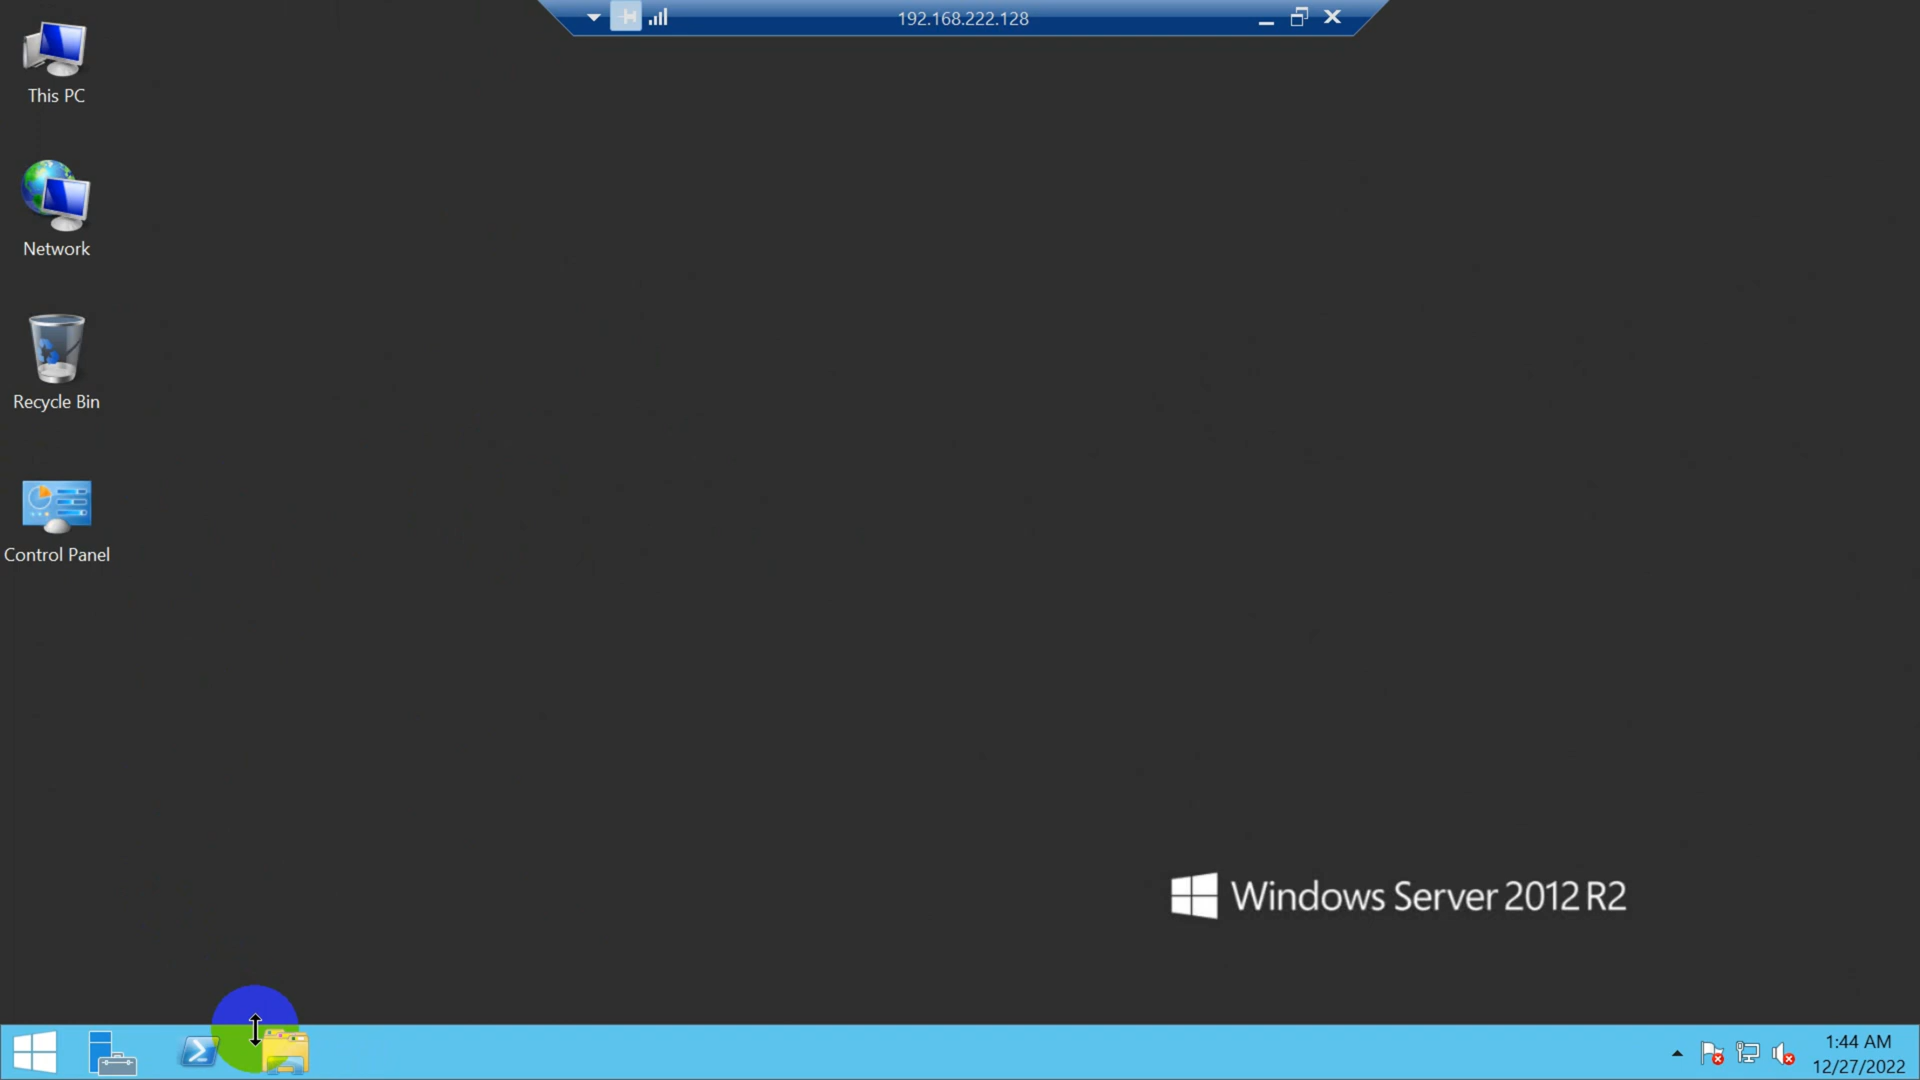 192.168.222.128
This PC
Network
Recycle Bin
Control Panel
Windows Server 2012 R2
1:44 AM
12/27/2022